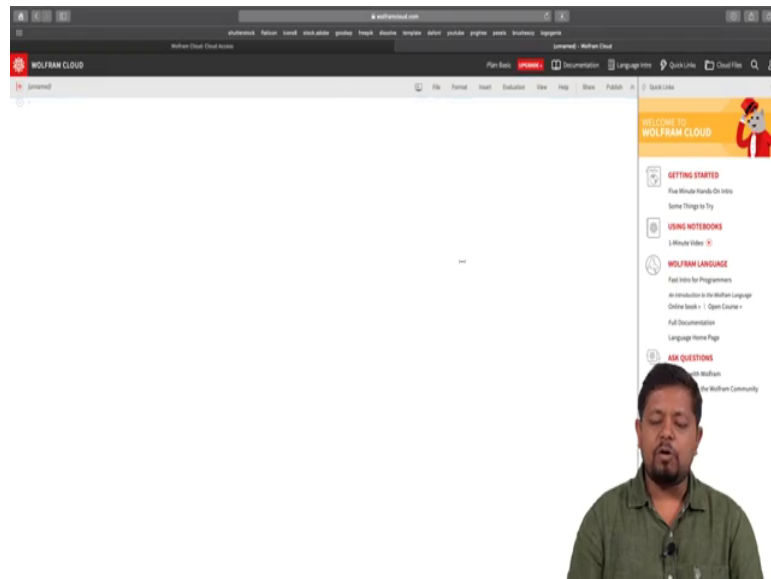 wolframcloud.com
shutterstock flaticon icons8 stock.adobe goodep freepik dissolve template dafont youtube pngtree pexels brusheezy logogenie
Wolfram Cloud: Cloud Access
(unnamed) - Wolfram Cloud
WOLFRAM CLOUD
Plan: Basic UPGRADE » Documentation Language Intro Quick Links Cloud Files
(unnamed)
File Format Insert Evaluation View Help Share Publish
Quick Links
WELCOME TO
WOLFRAM CLOUD
GETTING STARTED
Five Minute Hands-On Intro
Some Things to Try
USING NOTEBOOKS
1-Minute Video
WOLFRAM LANGUAGE
Fast Intro for Programmers
An Introduction to the Wolfram Language
Online book » | Open Course »
Full Documentation
Language Home Page
ASK QUESTIONS
with Wolfram
the Wolfram Community